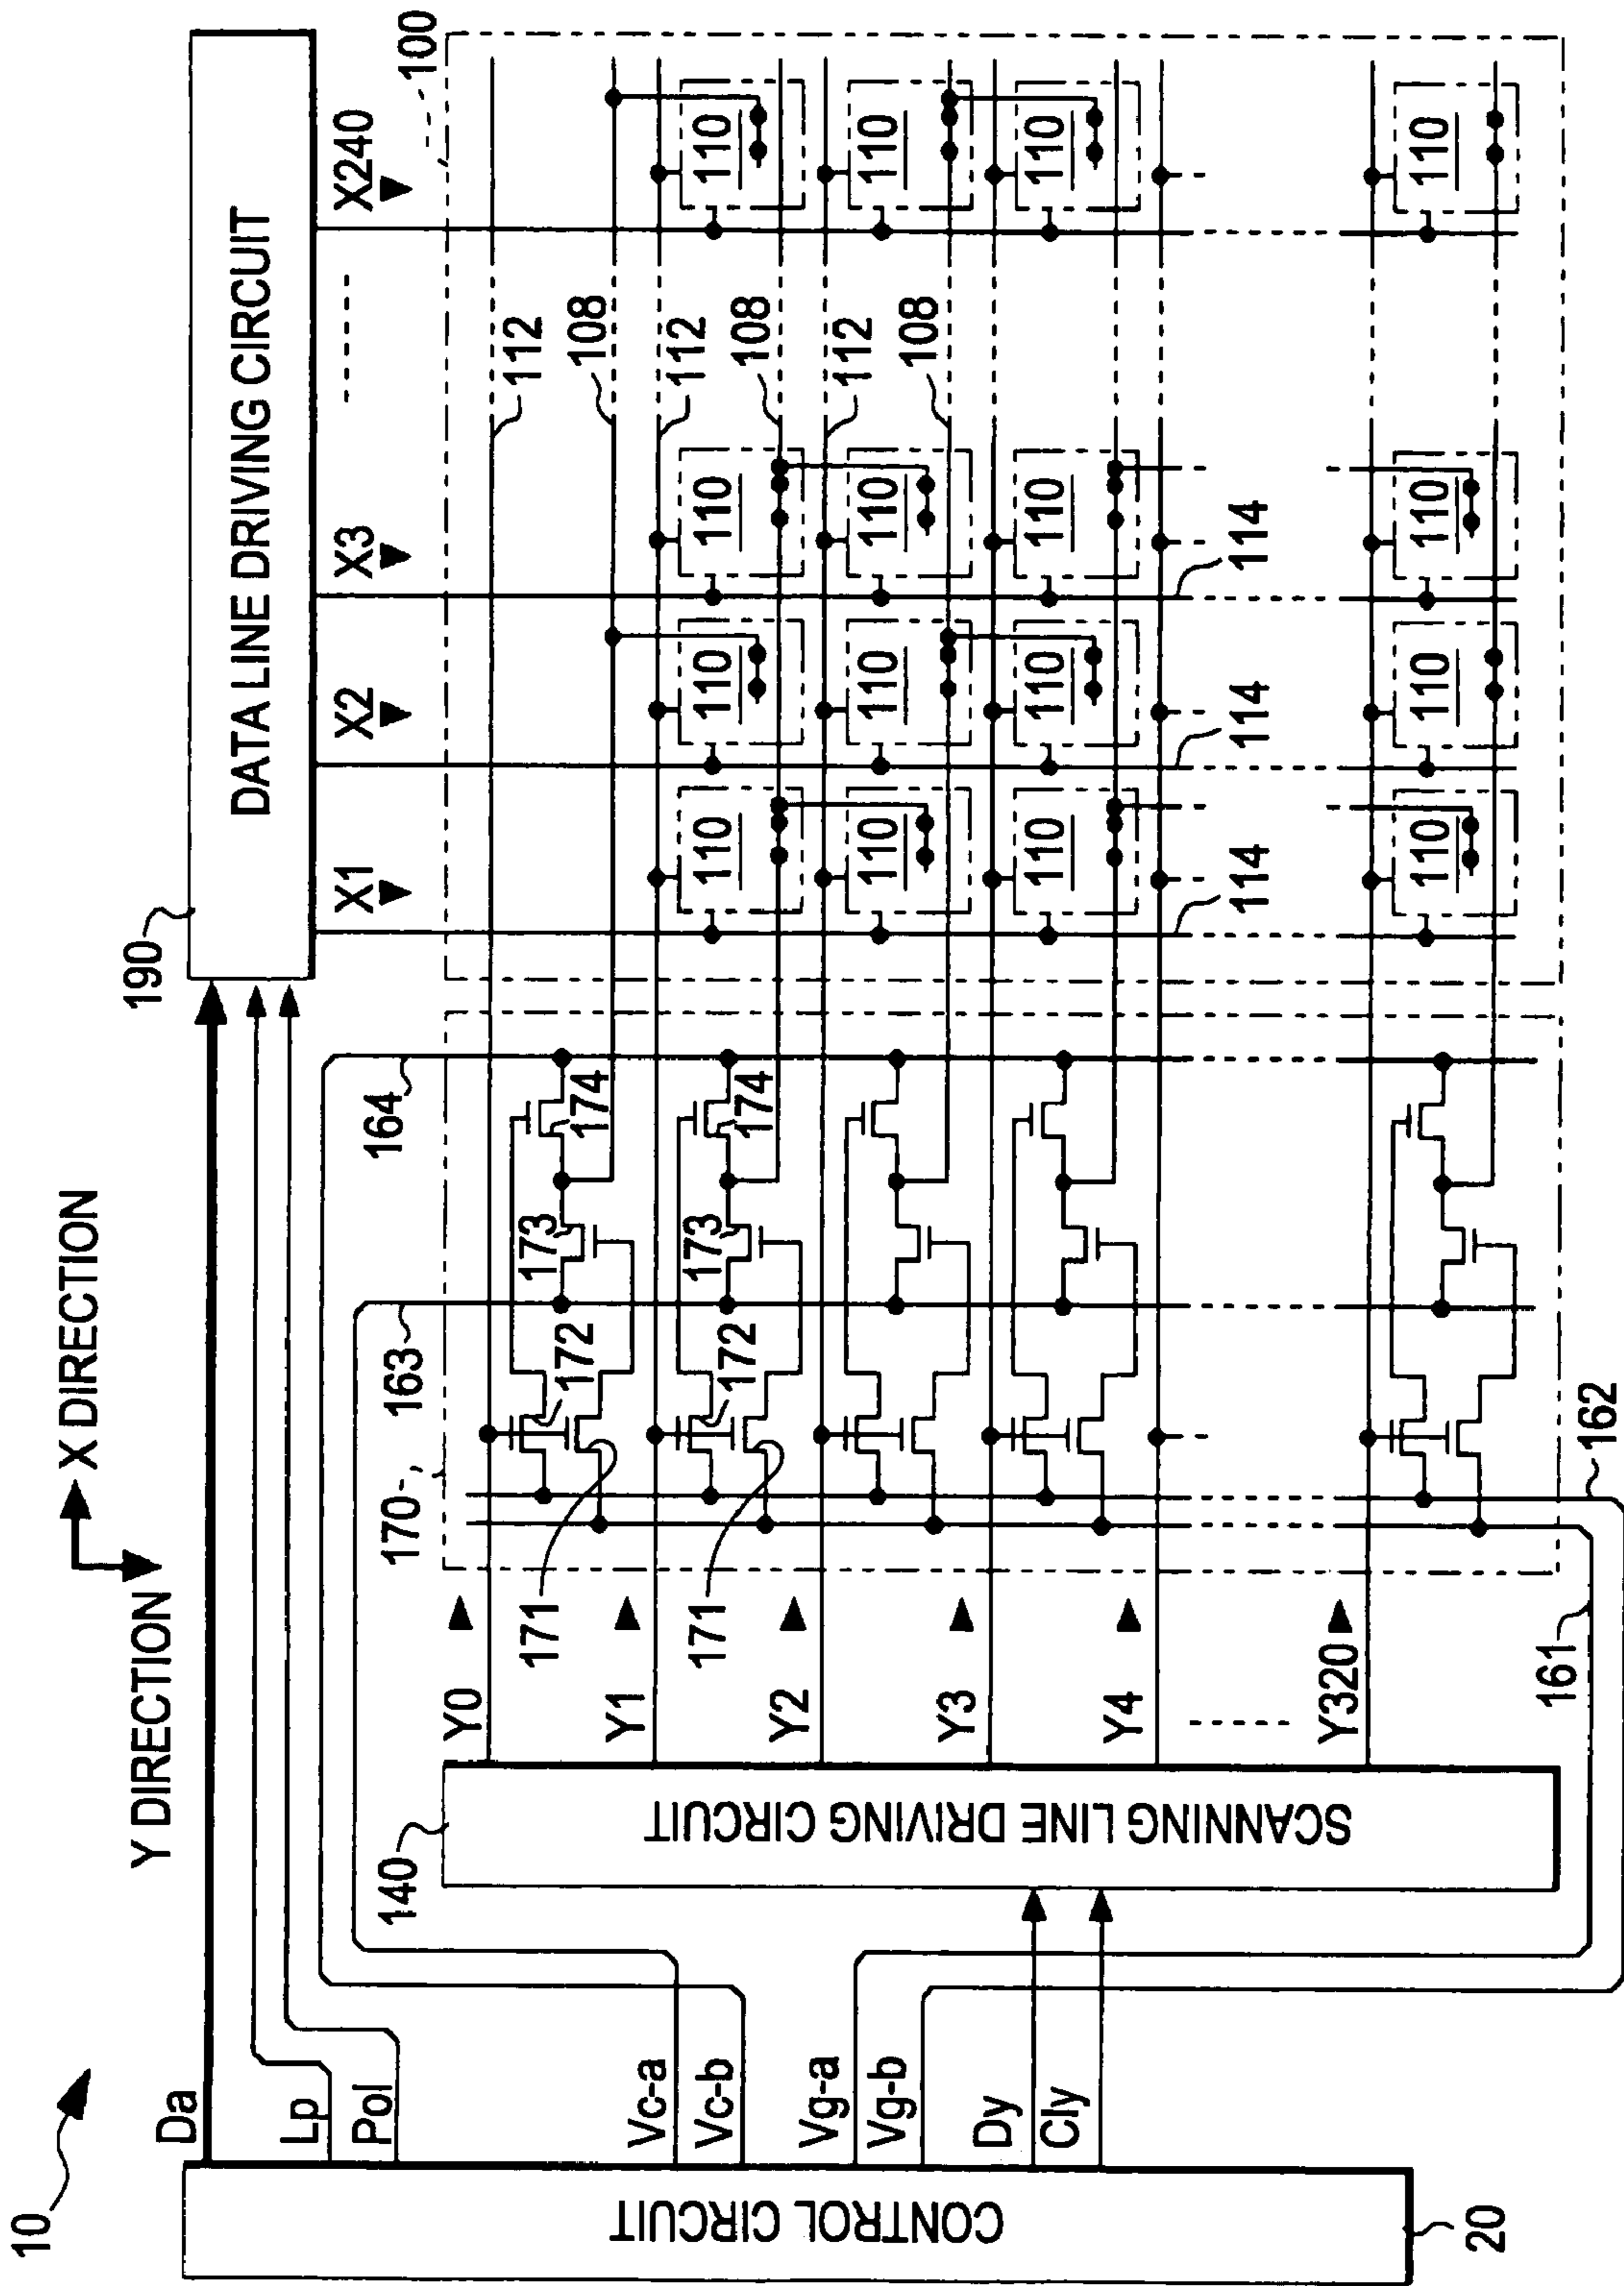 10
20
CONTROL CIRCUIT
Da
Lp
Pol
Vc-a
Vc-b
Vg-a
Vg-b
Dy
Cly
X DIRECTION
Y DIRECTION
190
DATA LINE DRIVING CIRCUIT
X1 X2 X3 X240
100
140
SCANNING LINE DRIVING CIRCUIT
170
163
164
161
162
Y0
Y1
Y2
Y3
Y4
Y320
171
172
173
174
171
172
173
174
112
108
112
108
112
108
110 110 110 110
110 110 110 110
110 110 110 110
114 114 114
110 110 110 110